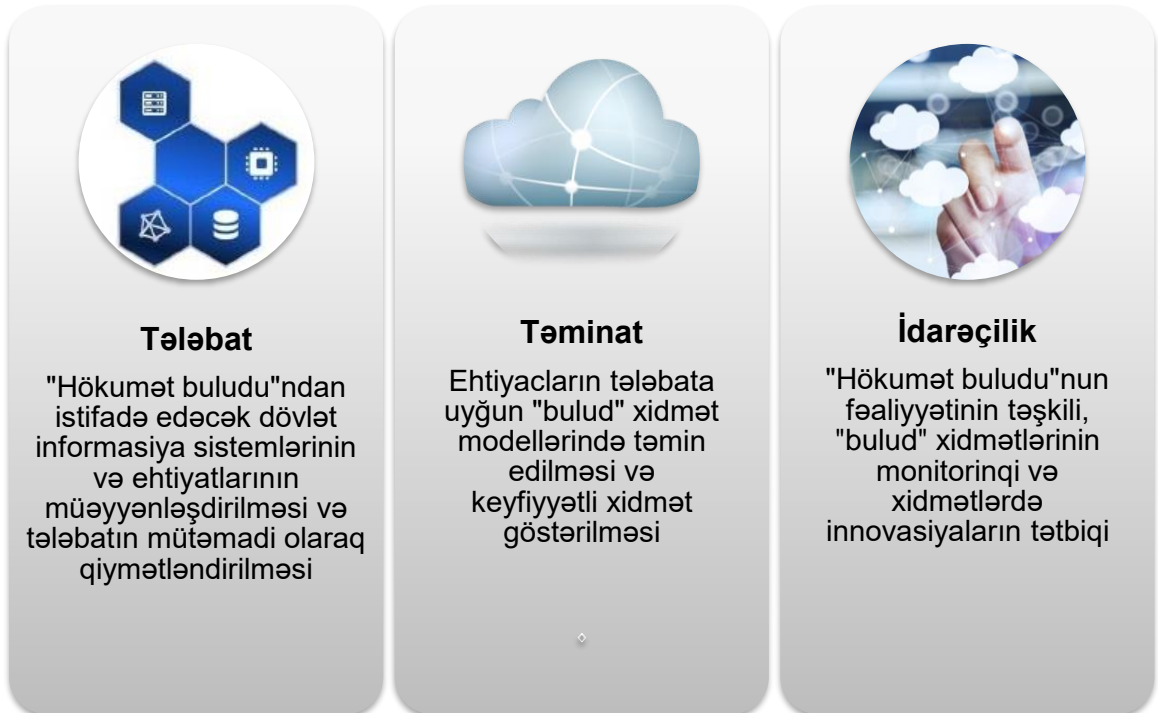 Tələbat
"Hökumət buludu"ndan
istifadə edəcək dövlət
informasiya sistemlərinin
və ehtiyatlarının
müəyyənləşdirilməsi və
tələbatın mütəmadi olaraq
qiymətləndirilməsi
Təminat
Ehtiyacların tələbata
uyğun "bulud" xidmət
modellərində təmin
edilməsi və
keyfiyyətli xidmət
göstərilməsi
İdarəçilik
"Hökumət buludu"nun
fəaliyyətinin təşkili,
"bulud" xidmətlərinin
monitorinqi və
xidmətlərdə
innovasiyaların tətbiqi